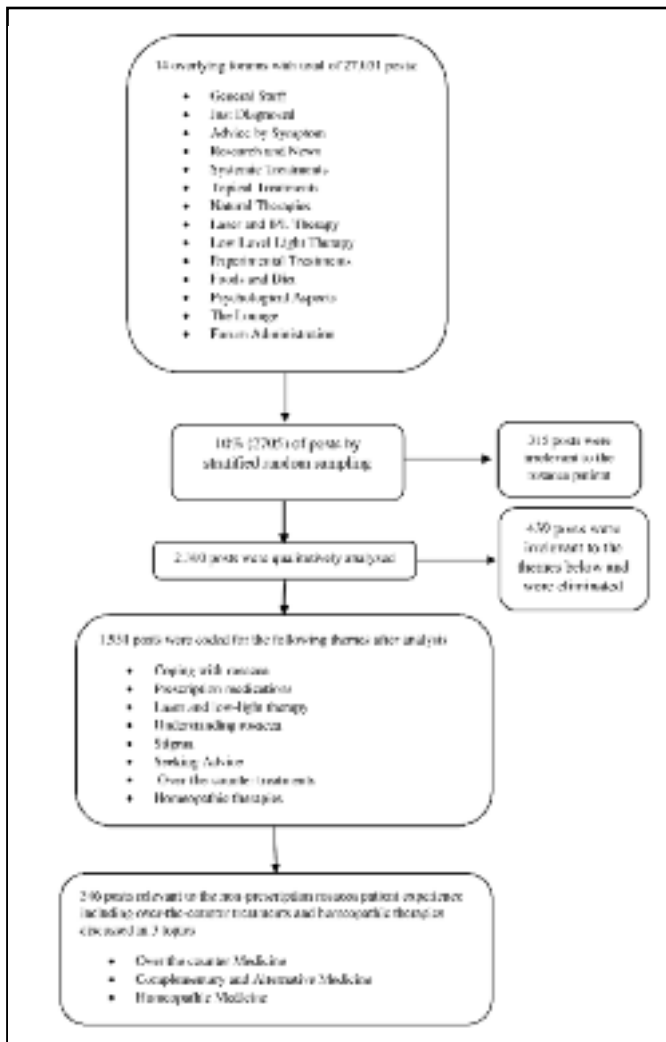 14 overlying forums with total of 27,051 posts:
• General Stuff
• Just Diagnosed
• Advice by Symptom
• Research and News
• Systemic Treatments
• Topical Treatments
• Natural Therapies
• Laser and IPL Therapy
• Low Level Light Therapy
• Experimental Treatments
• Foods and Diet
• Psychological Aspects
• The Lounge
• Forum Administration
10% (2705) of posts by
stratified random sampling
315 posts were
irrelevant to the
rosacea patient
2,390 posts were qualitatively analyzed
posts were
irrelevant to the
themes below and
were eliminated
posts were coded for the following themes after analysis
• Coping with rosacea
• Prescription medications
• Laser and low-light therapy
• Understanding rosacea
• Stigma
• Seeking Advice
• Over the counter treatments
• Homeopathic therapies
posts relevant to the non-prescription rosacea patient experience
including over-the-counter treatments and homeopathic therapies
discussed in 3 topics
• Over the counter Medicine
• Complementary and Alternative Medicine
• Homeopathic Medicine